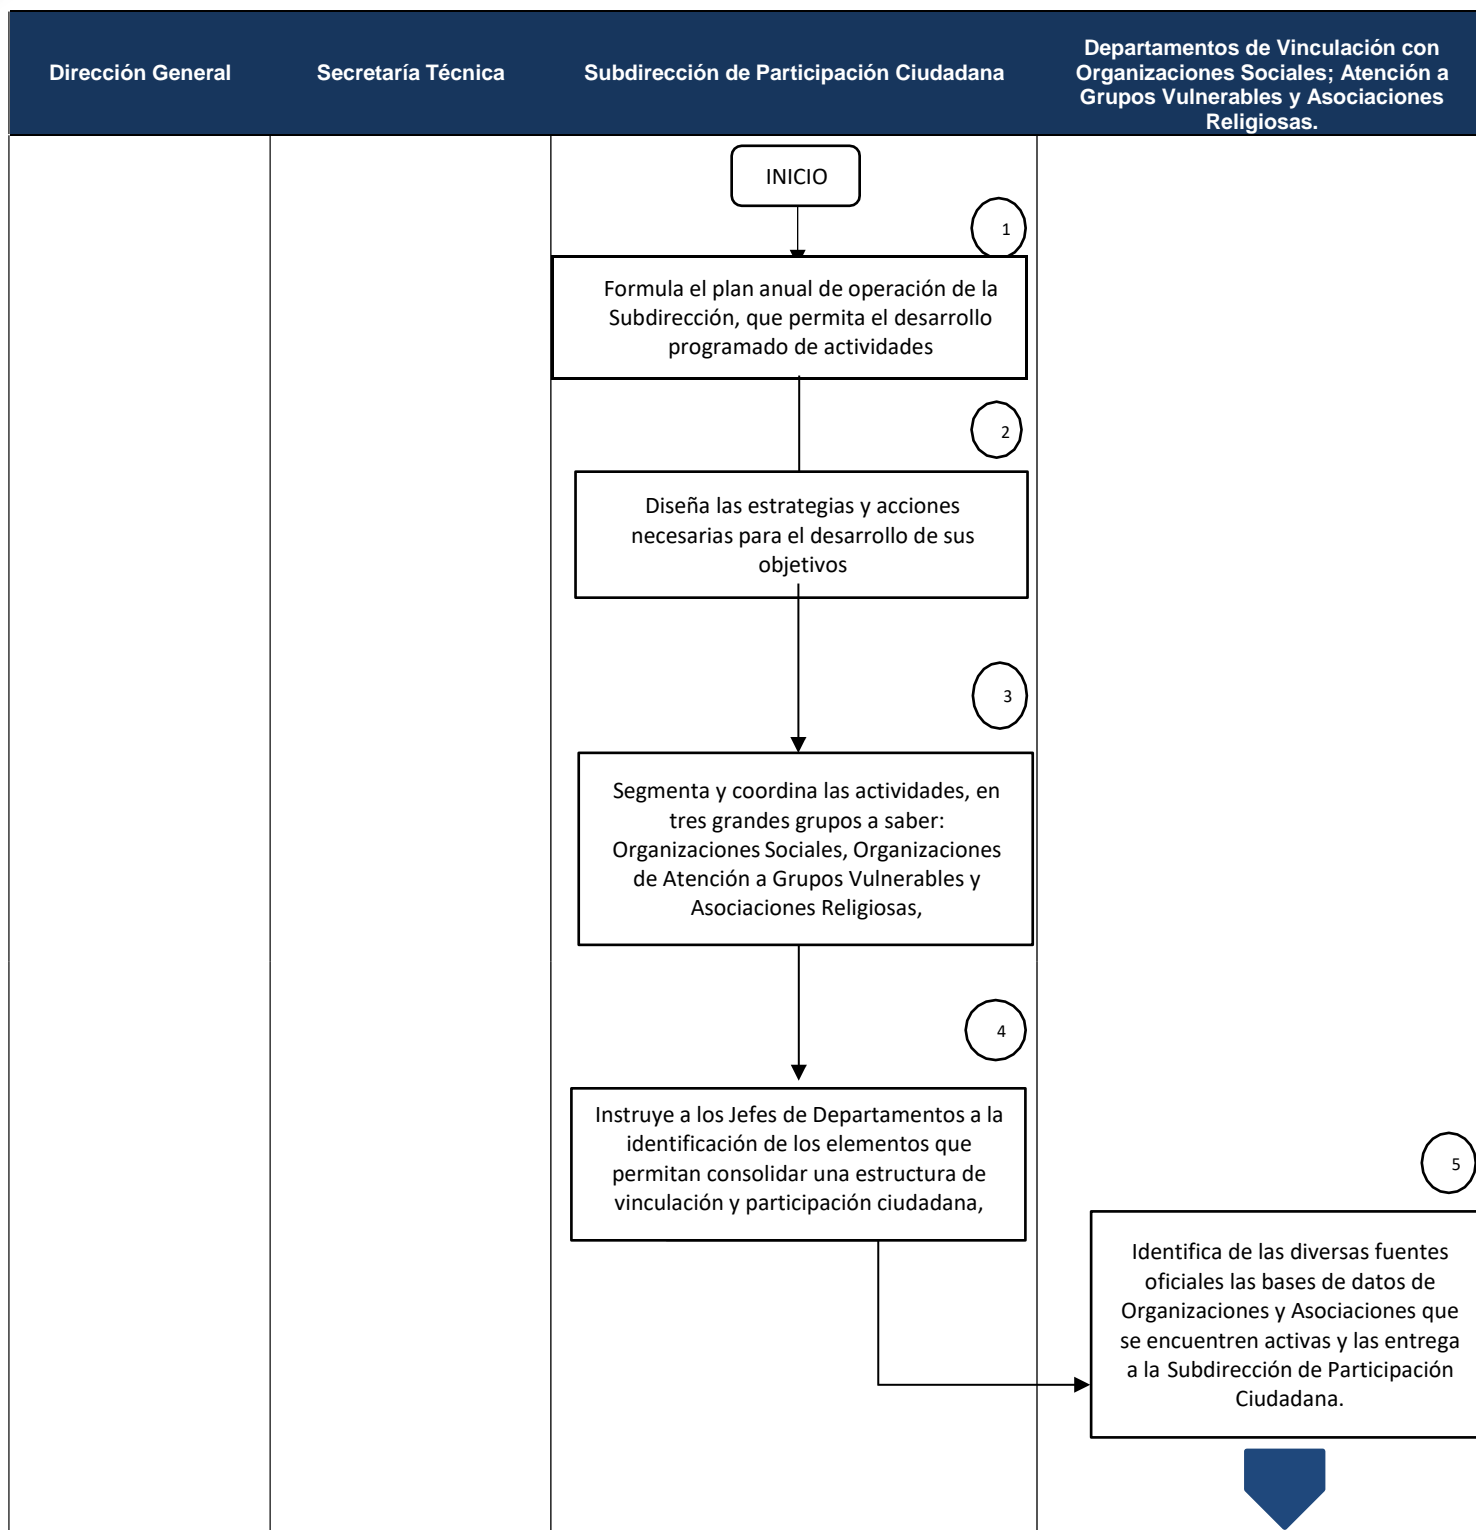 Dirección General
Secretaría Técnica
Subdirección de Participación Ciudadana
Departamentos de Vinculación con
Organizaciones Sociales; Atención a
Grupos Vulnerables y Asociaciones
Religiosas.
INICIO
1
Formula el plan anual de operación de la
Subdirección, que permita el desarrollo
programado de actividades
2
Diseña las estrategias y acciones
necesarias para el desarrollo de sus
objetivos
3
Segmenta y coordina las actividades, en
tres grandes grupos a saber:
Organizaciones Sociales, Organizaciones
de Atención a Grupos Vulnerables y
Asociaciones Religiosas,
4
Instruye a los Jefes de Departamentos a la
identificación de los elementos que
permitan consolidar una estructura de
vinculación y participación ciudadana,
5
Identifica de las diversas fuentes
oficiales las bases de datos de
Organizaciones y Asociaciones que
se encuentren activas y las entrega
a la Subdirección de Participación
Ciudadana.